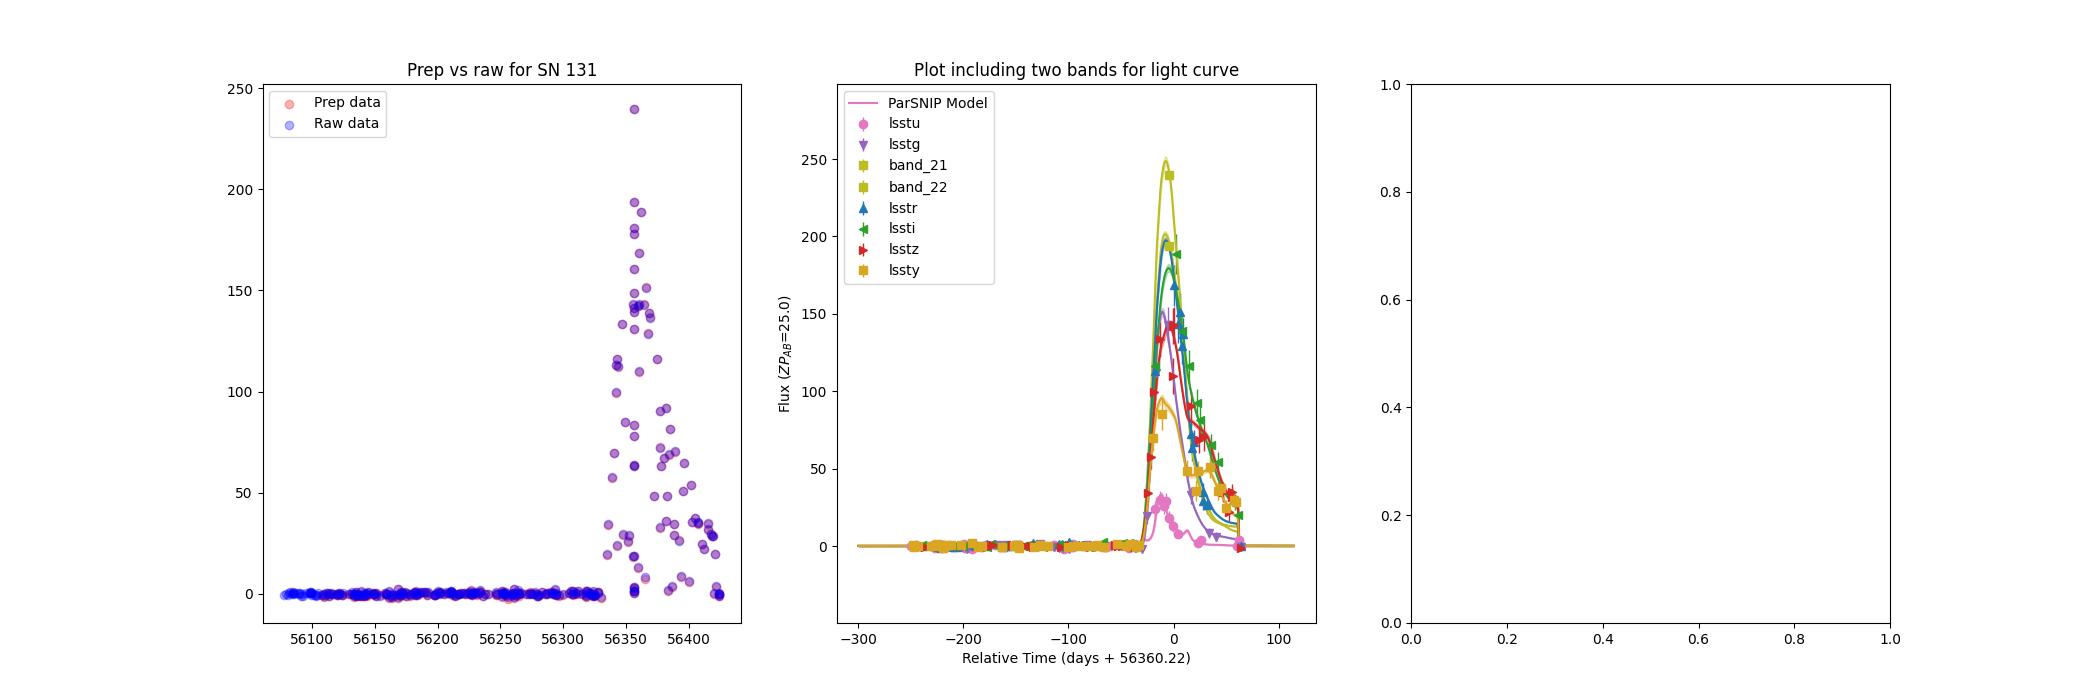 Prep vs raw for SN 131
250
200
150
100
50
0
Prep data
Raw data
56100 56150 56200 56250 56300 56350 56400
Plot including two bands for light curve
Flux (ZP_AB=25.0)
250
200
150
100
50
0
ParSNIP Model
lsstu
lsstg
band_21
band_22
lsstr
lssti
lsstz
lssty
−300 −200 −100 0 100
Relative Time (days + 56360.22)
1.0
0.8
0.6
0.4
0.2
0.0
0.0 0.2 0.4 0.6 0.8 1.0